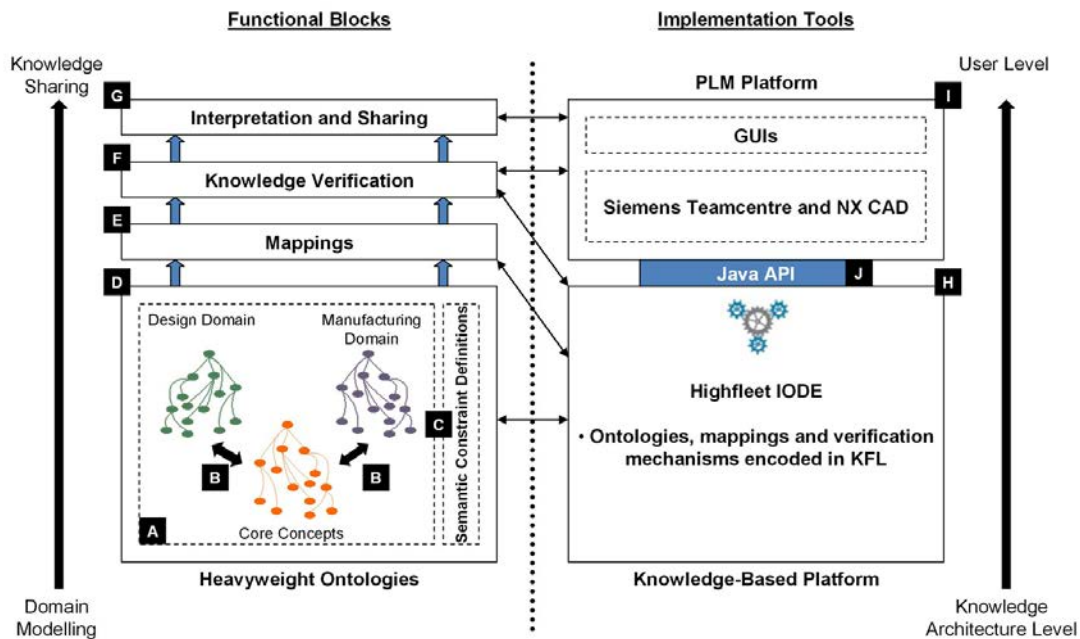 Functional Blocks
Implementation Tools
Knowledge
Sharing
User Level
PLM Platform
G
I
Interpretation and Sharing
GUIs
F
Knowledge Verification
Siemens Teamcentre and NX CAD
E
Mappings
D
Java API
J
H
Design Domain
Manufacturing
Domain
Semantic Constraint Definitions
Highfleet IODE
C
• Ontologies, mappings and verification
mechanisms encoded in KFL
B
B
A
Core Concepts
Heavyweight Ontologies
Knowledge-Based Platform
Domain
Modelling
Knowledge
Architecture Level